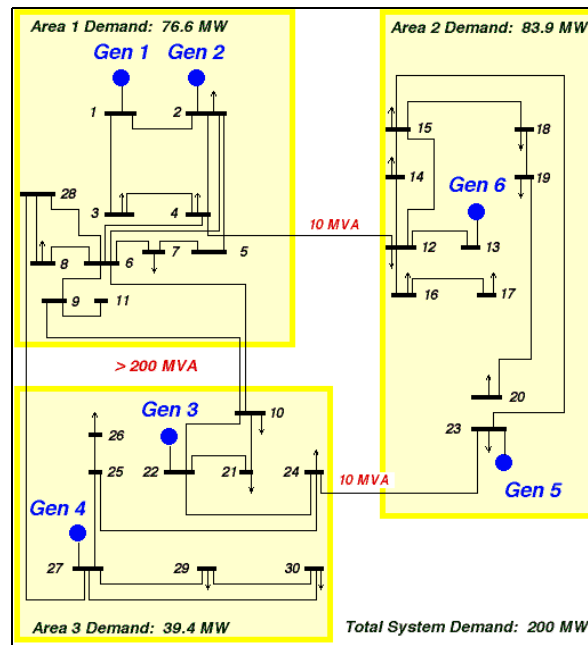 Area 1 Demand: 76.6 MW
Gen 1 Gen 2
1 2
3 4
28
8 6 7 5
9 11
10 MVA
Area 2 Demand: 83.9 MW
15 18
14 19
Gen 6
12 13
16 17
20
23
Gen 5
> 200 MVA
Gen 3
10
26
25 22 21 24
10 MVA
Gen 4
27 29 30
Area 3 Demand: 39.4 MW
Total System Demand: 200 MW